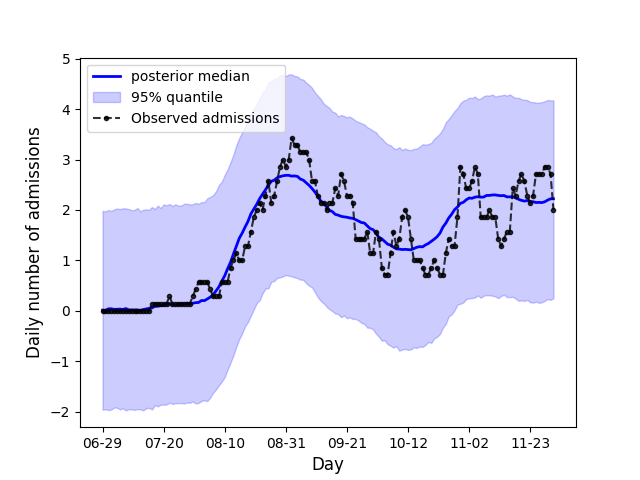 posterior median
95% quantile
Observed admissions
Daily number of admissions
5
4
3
2
1
0
−1
−2
06-29 07-20 08-10 08-31 09-21 10-12 11-02 11-23
Day